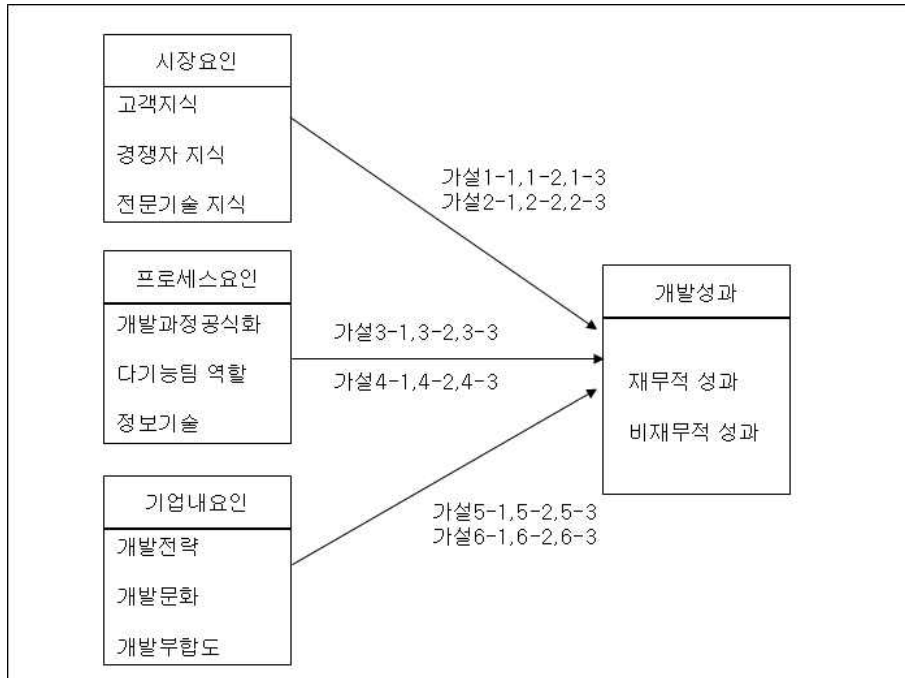 시장요인
고객지식
경쟁자 지식
전문기술 지식
가설1-1,1-2,1-3
가설2-1,2-2,2-3
프로세스요인
개발과정공식화
다기능팀 역할
정보기술
가설3-1,3-2,3-3
가설4-1,4-2,4-3
개발성과
재무적 성과
비재무적 성과
기업내요인
개발전략
개발문화
개발부합도
가설5-1,5-2,5-3
가설6-1,6-2,6-3